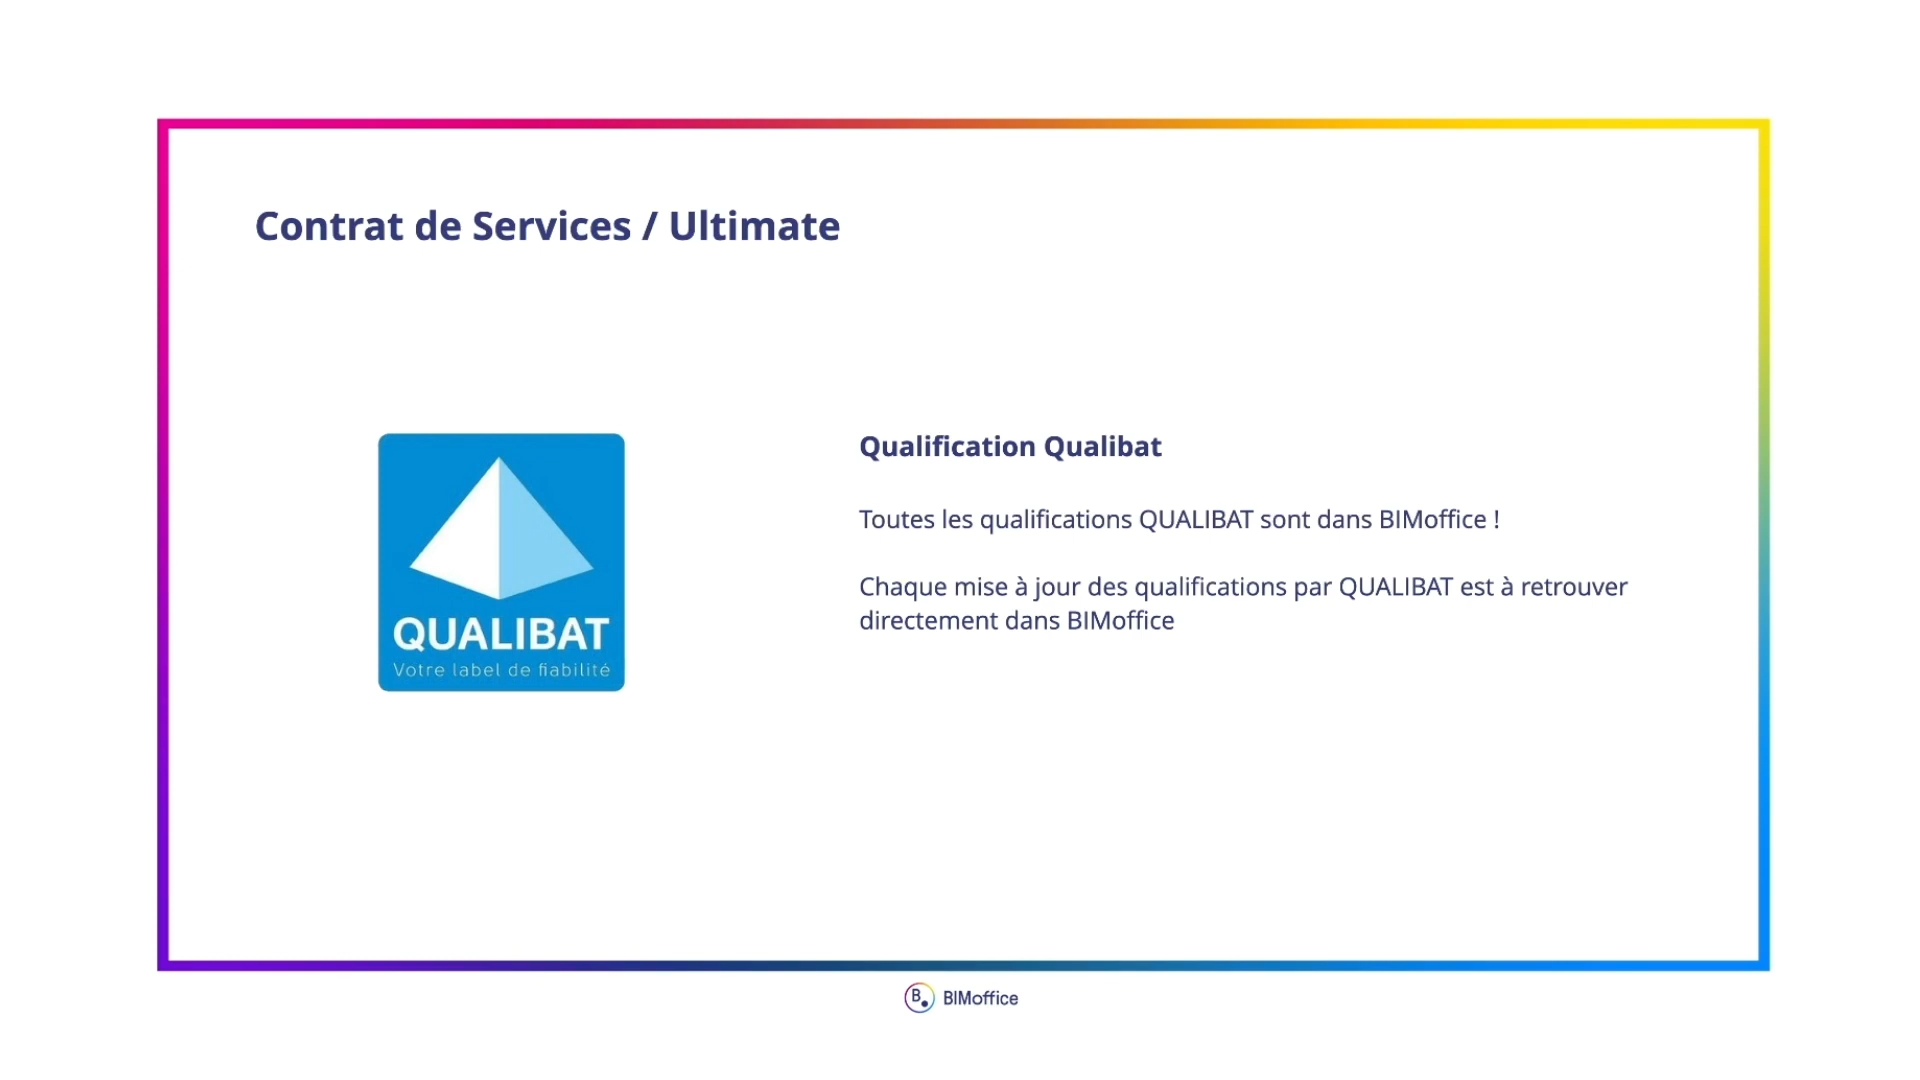 Contrat de Services / Ultimate
QUALIBAT
Votre label de fiabilité
Qualification Qualibat
Toutes les qualifications QUALIBAT sont dans BIMoffice !
Chaque mise à jour des qualifications par QUALIBAT est à retrouver
directement dans BIMoffice
B. BIMoffice